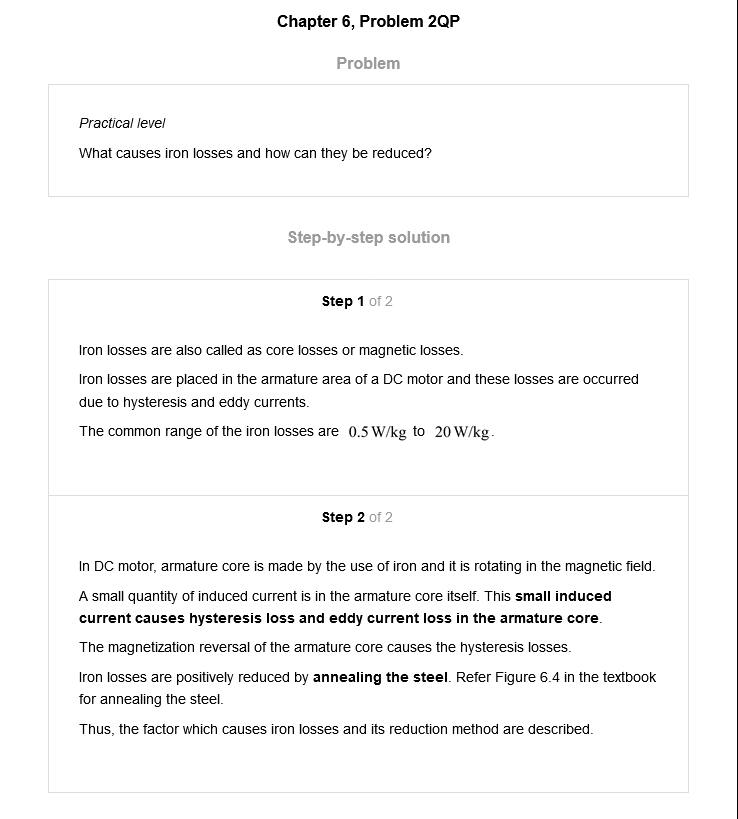 Chapter 6, Problem 2QP
Problem
Practical level
What causes iron losses and how can they be reduced?
Step-by-step solution
Step 1 of 2
Iron losses are also called as core losses or magnetic losses.
Iron losses are placed in the armature area of a DC motor and these losses are occurred
due to hysteresis and eddy currents.
The common range of the iron losses are 0.5 W/kg to 20 W/kg.
Step 2 of 2
In DC motor, armature core is made by the use of iron and it is rotating in the magnetic field.
A small quantity of induced current is in the armature core itself. This small induced
current causes hysteresis loss and eddy current loss in the armature core.
The magnetization reversal of the armature core causes the hysteresis losses.
Iron losses are positively reduced by annealing the steel. Refer Figure 6.4 in the textbook
for annealing the steel.
Thus, the factor which causes iron losses and its reduction method are described.